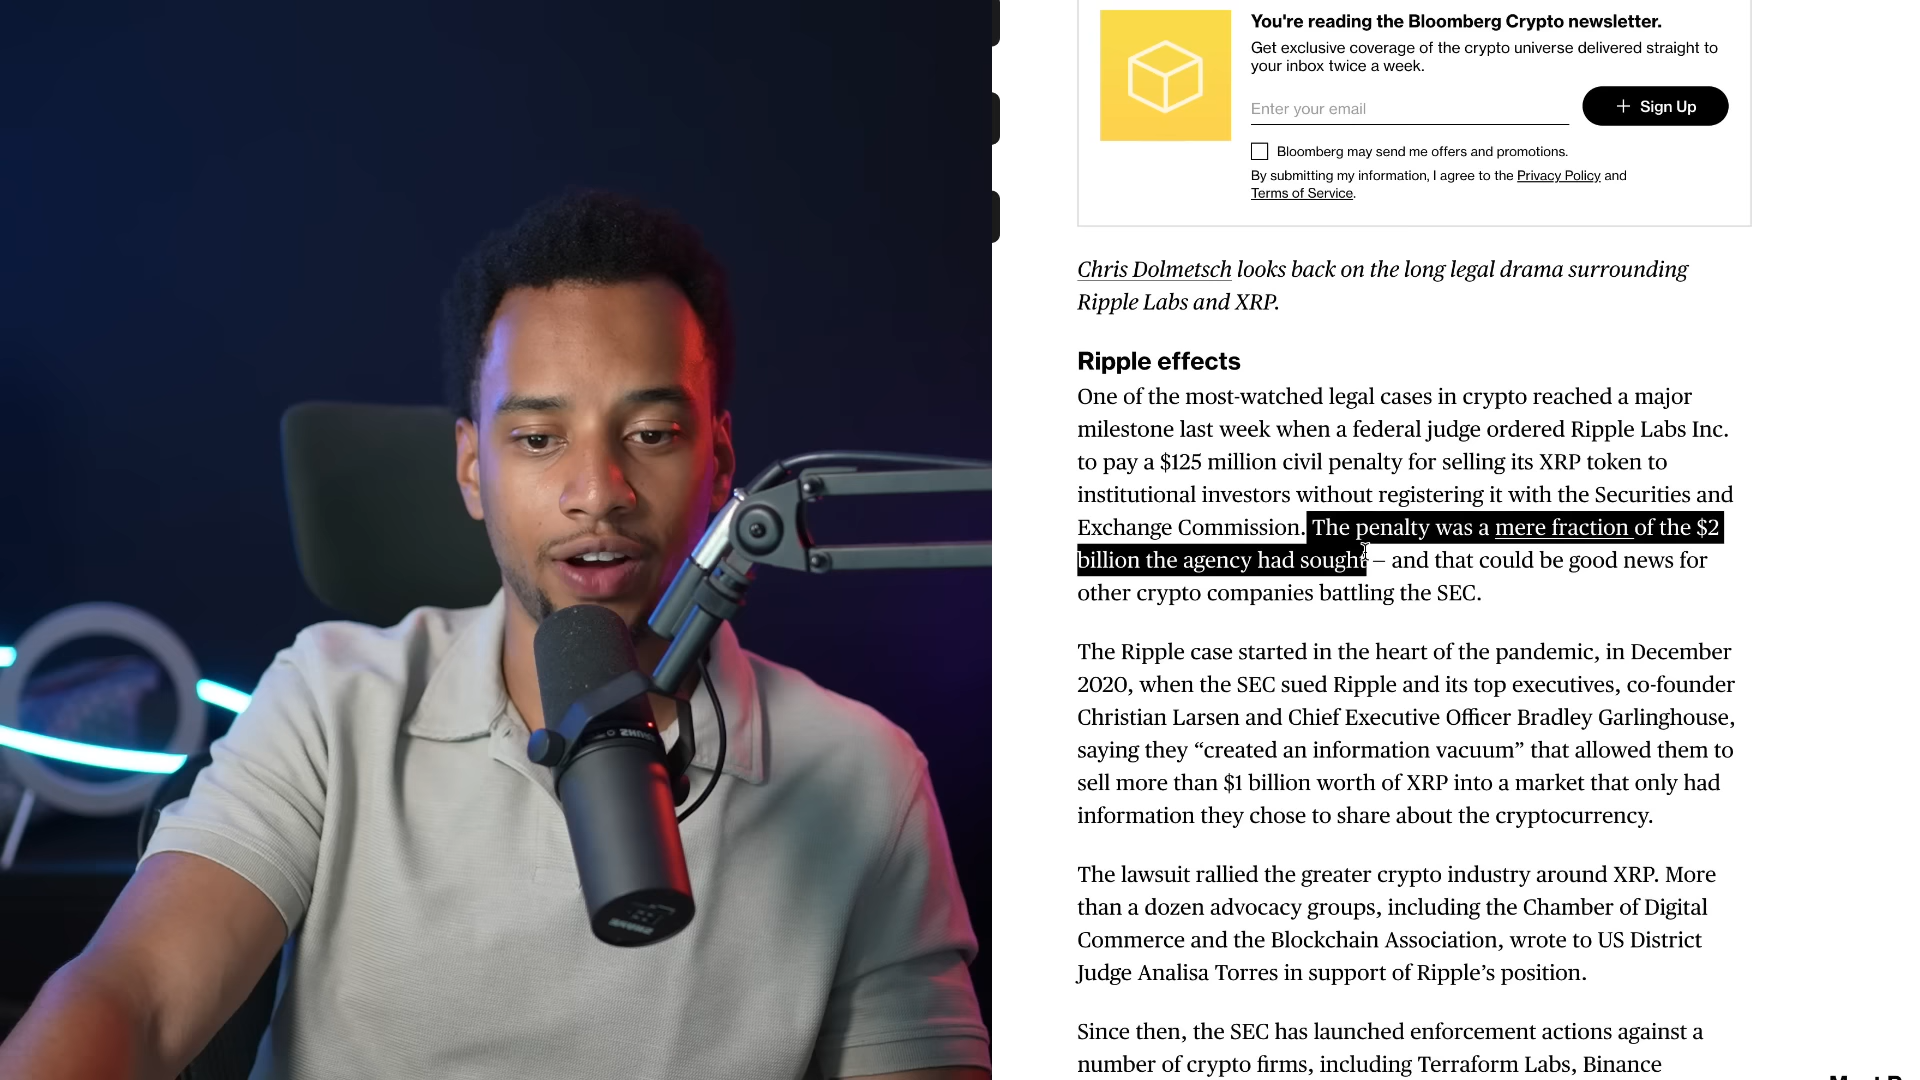 You're reading the Bloomberg Crypto newsletter.
Get exclusive coverage of the crypto universe delivered straight to
your inbox twice a week.
Enter your email
+ Sign Up
Bloomberg may send me offers and promotions.
By submitting my information, I agree to the Privacy Policy and
Terms of Service.
Chris Dolmetsch looks back on the long legal drama surrounding
Ripple Labs and XRP.
Ripple effects
One of the most-watched legal cases in crypto reached a major
milestone last week when a federal judge ordered Ripple Labs Inc.
to pay a $125 million civil penalty for selling its XRP token to
institutional investors without registering it with the Securities and
Exchange Commission. The penalty was a mere fraction of the $2
billion the agency had sought — and that could be good news for
other crypto companies battling the SEC.
The Ripple case started in the heart of the pandemic, in December
2020, when the SEC sued Ripple and its top executives, co-founder
Christian Larsen and Chief Executive Officer Bradley Garlinghouse,
saying they “created an information vacuum” that allowed them to
sell more than $1 billion worth of XRP into a market that only had
information they chose to share about the cryptocurrency.
The lawsuit rallied the greater crypto industry around XRP. More
than a dozen advocacy groups, including the Chamber of Digital
Commerce and the Blockchain Association, wrote to US District
Judge Analisa Torres in support of Ripple’s position.
Since then, the SEC has launched enforcement actions against a
number of crypto firms, including Terraform Labs, Binance